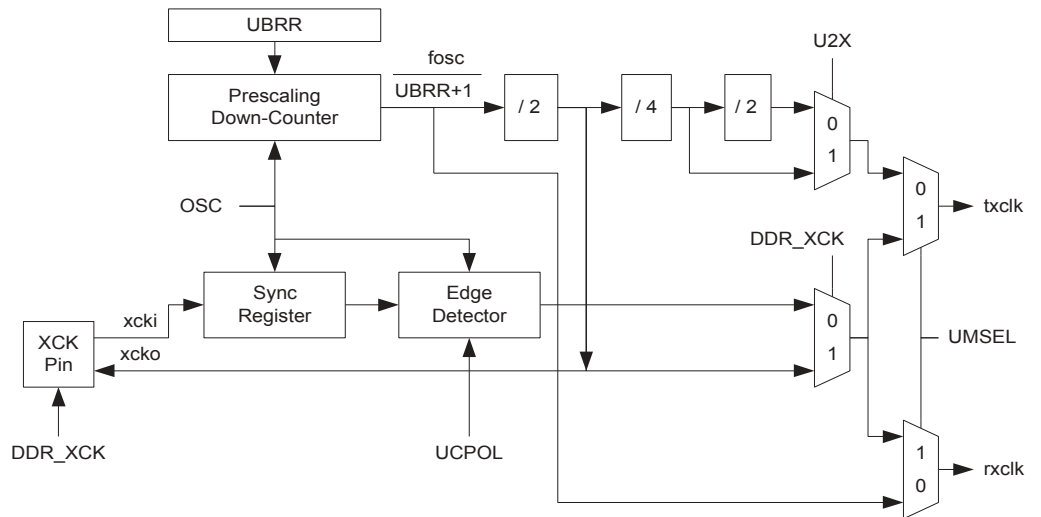 UBRR
fosc
U2X
Prescaling
Down-Counter
UBRR+1
/ 2
/ 4
/ 2
0
1
OSC
0
1
txclk
DDR_XCK
xcki
Sync
Register
Edge
Detector
0
1
XCK
Pin
xcko
UMSEL
DDR_XCK
UCPOL
1
0
rxclk